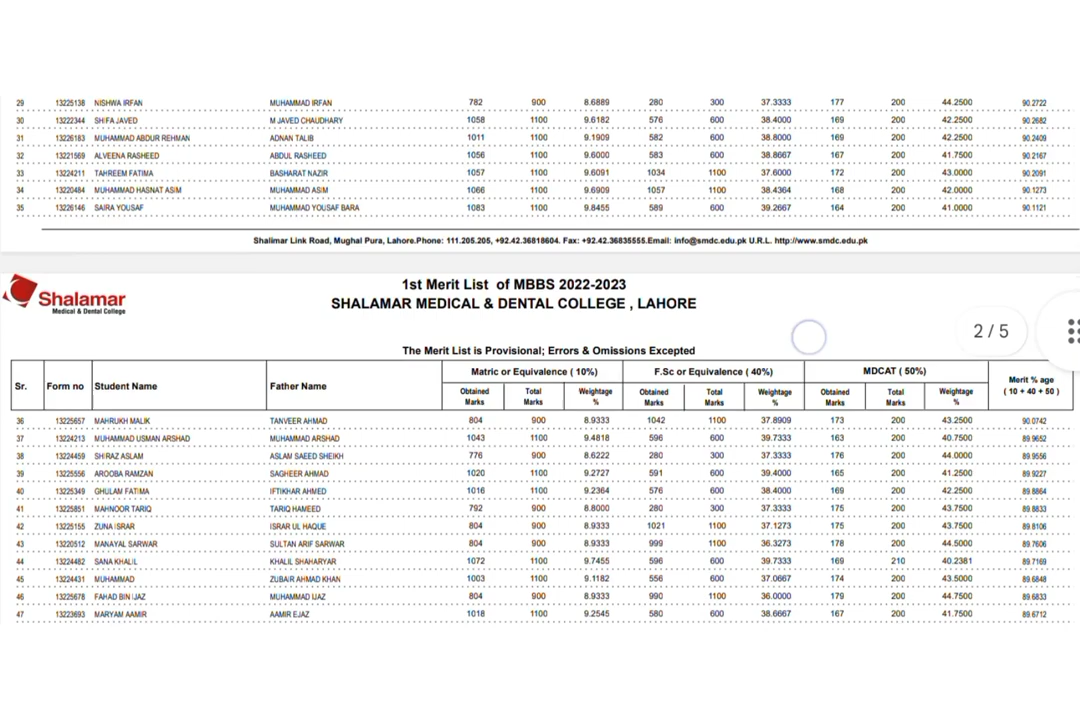 29 13225138 NISHWA IRFAN MUHAMMAD IRFAN 782 900 8.6889 280 300 37.3333 177 200 44.2500 90.2722
30 13222344 SHIFA JAVED M JAVED CHAUDHARY 1058 1100 9.6182 576 600 38.4000 169 200 42.2500 90.2682
31 13226183 MUHAMMAD ABDUR REHMAN ADNAN TALIB 1011 1100 9.1909 582 600 38.8000 169 200 42.2500 90.2409
32 13221569 ALVEENA RASHEED ABDUL RASHEED 1056 1100 9.6000 583 600 38.8667 167 200 41.7500 90.2167
33 13224211 TAHREEM FATIMA BASHARAT NAZIR 1057 1100 9.6091 1034 1100 37.6000 172 200 43.0000 90.2091
34 13220484 MUHAMMAD HASNAT ASIM MUHAMMAD ASIM 1066 1100 9.6909 1057 1100 38.4364 168 200 42.0000 90.1273
35 13226146 SAIRA YOUSAF MUHAMMAD YOUSAF BARA 1083 1100 9.8455 589 600 39.2667 164 200 41.0000 90.1121
Shalimar Link Road, Mughal Pura, Lahore.Phone: 111.205.205, +92.42.36818604. Fax: +92.42.36835555.Email: info@smdc.edu.pk U.R.L. http://www.smdc.edu.pk
Shalamar
Medical & Dental College
1st Merit List of MBBS 2022-2023
SHALAMAR MEDICAL & DENTAL COLLEGE , LAHORE
2 / 5
The Merit List is Provisional; Errors & Omissions Excepted
Sr. Form no Student Name Father Name Matric or Equivalence ( 10%) F.Sc or Equivalence ( 40%) MDCAT ( 50%) Merit % age ( 10 + 40 + 50 )
Obtained Marks Total Marks Weightage % Obtained Marks Total Marks Weightage % Obtained Marks Total Marks Weightage %
36 13225657 MAHRUKH MALIK TANVEER AHMAD 804 900 8.9333 1042 1100 37.8909 173 200 43.2500 90.0742
37 13224213 MUHAMMAD USMAN ARSHAD MUHAMMAD ARSHAD 1043 1100 9.4818 596 600 39.7333 163 200 40.7500 89.9652
38 13224459 SHIRAZ ASLAM ASLAM SAEED SHEIKH 776 900 8.6222 280 300 37.3333 176 200 44.0000 89.9556
39 13225556 AROOBA RAMZAN SAGHEER AHMAD 1020 1100 9.2727 591 600 39.4000 165 200 41.2500 89.9227
40 13225349 GHULAM FATIMA IFTIKHAR AHMED 1016 1100 9.2364 576 600 38.4000 169 200 42.2500 89.8864
41 13225851 MAHNOOR TARIQ TARIQ HAMEED 792 900 8.8000 280 300 37.3333 175 200 43.7500 89.8833
42 13225155 ZUNA ISRAR ISRAR UL HAQUE 804 900 8.9333 1021 1100 37.1273 175 200 43.7500 89.8106
43 13220512 MANAYAL SARWAR SULTAN ARIF SARWAR 804 900 8.9333 999 1100 36.3273 178 200 44.5000 89.7606
44 13224482 SANA KHALIL KHALIL SHAHARYAR 1072 1100 9.7455 596 600 39.7333 169 210 40.2381 89.7169
45 13224431 MUHAMMAD ZUBAIR AHMAD KHAN 1003 1100 9.1182 556 600 37.0667 174 200 43.5000 89.6848
46 13225678 FAHAD BIN IJAZ MUHAMMAD IJAZ 804 900 8.9333 990 1100 36.0000 179 200 44.7500 89.6833
47 13223693 MARYAM AAMIR AAMIR EJAZ 1018 1100 9.2545 580 600 38.6667 167 200 41.7500 89.6712